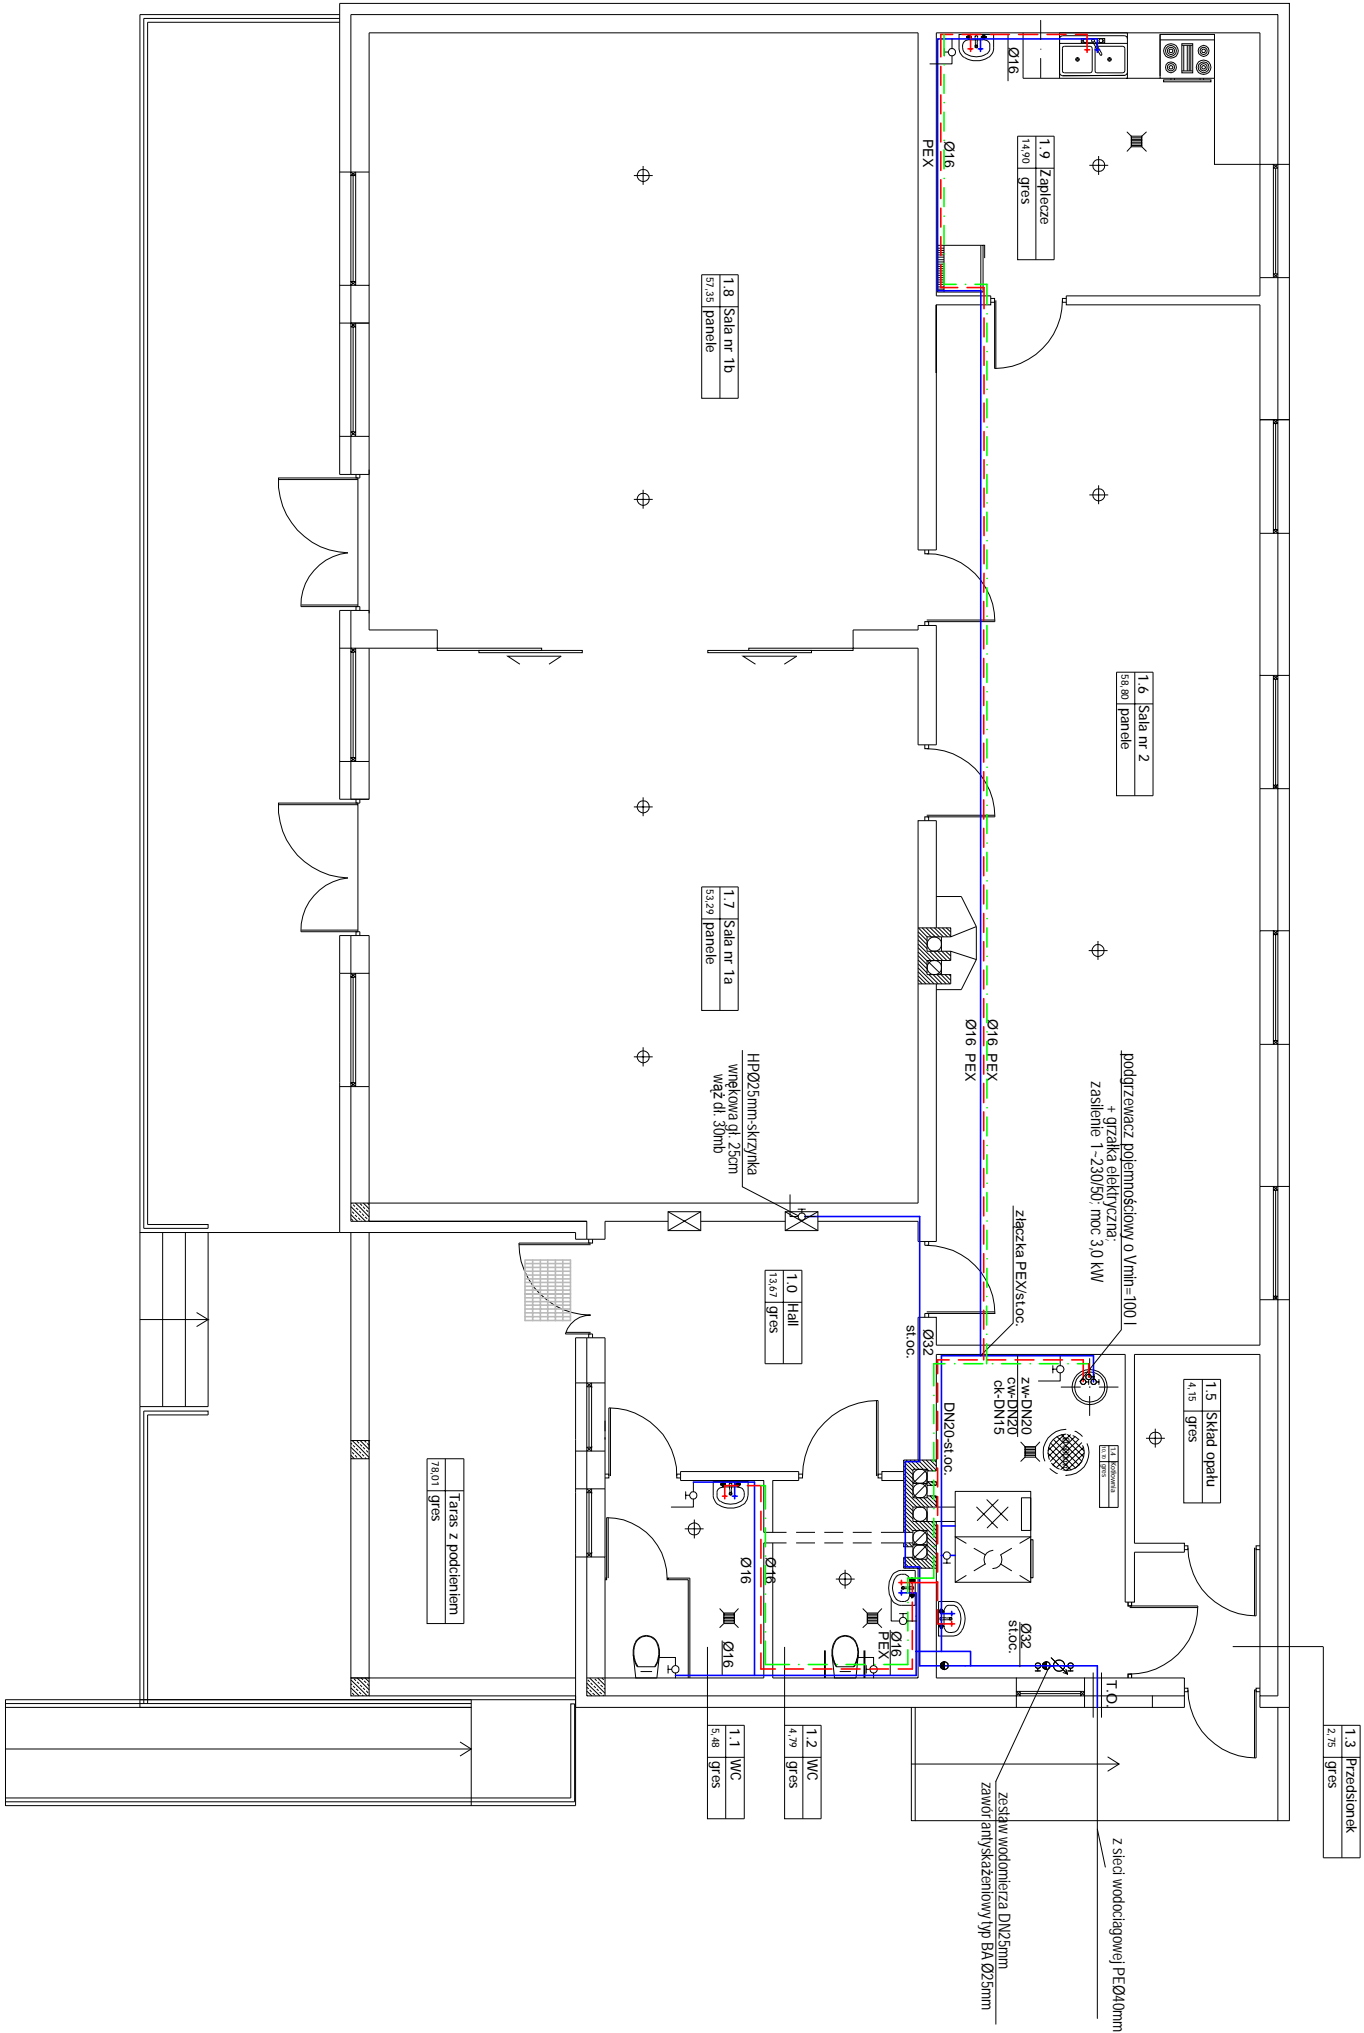 Ø16
Ø16
PEX
1.9 Zaplecze
14,90 gres
1.8 Sala nr 1b
57,35 panele
1.6 Sala nr 2
58,80 panele
1.7 Sala nr 1a
53,29 panele
Ø16 PEX
Ø16 PEX
podgrzewacz pojemnościowy o Vmin=100 l
+ grzałka elektryczna;
zasilenie 1~230/50; moc 3,0 kW
HPØ25mm-skrzynka
wnękowa gł. 25cm
wąż dł. 30mb
złączka PEX/st.oc.
1.0 Hall
13,67 gres
Ø32
st.oc.
zw-DN20
cw-DN20
ck-DN15
DN20-st.oc.
1.5 Skład opału
4,15 gres
1.4 Kotłownia
gres
Taras z podcieniem
78,01 gres
Ø16
Ø16
Ø16
Ø16
PEX
Ø32
st.oc.
T.O.
1.1 WC
5,48 gres
1.2 WC
4,79 gres
1.3 Przedsionek
2,75 gres
zestaw wodomierza DN25mm
zawór antyskażeniowy typ BA Ø25mm
z sieci wodociągowej PEØ40mm